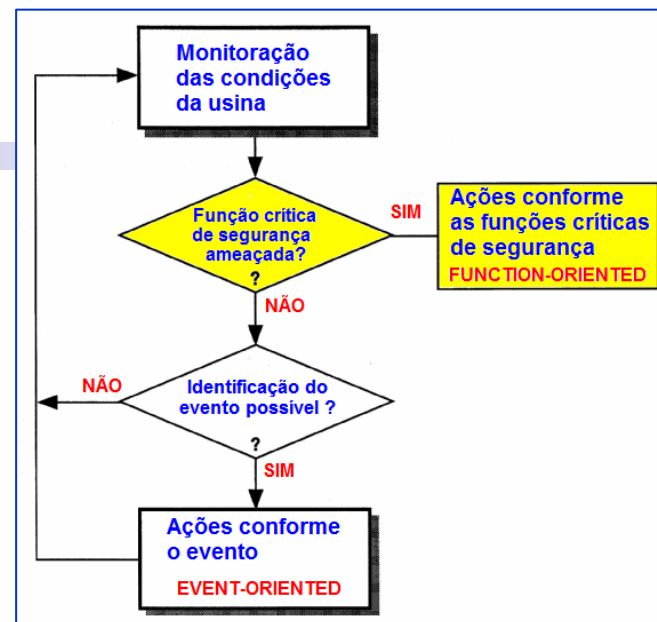 Monitoração
das condições
da usina
Função crítica
de segurança
ameaçada?
?
SIM
Ações conforme
as funções críticas
de segurança
FUNCTION-ORIENTED
NÃO
NÃO
Identificação do
evento possível ?
?
SIM
Ações conforme
o evento
EVENT-ORIENTED